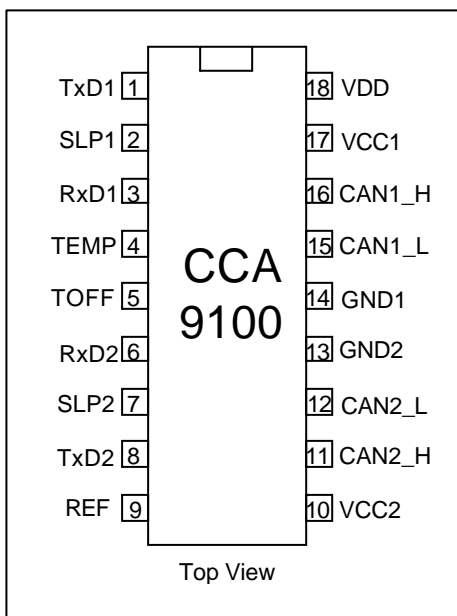 TxD1 1 18 VDD
SLP1 2 17 VCC1
RxD1 3 16 CAN1_H
TEMP 4 15 CAN1_L
CCA
TOFF 5 14 GND1
9100
RxD2 6 13 GND2
SLP2 7 12 CAN2_L
TxD2 8 11 CAN2_H
REF 9 10 VCC2
Top View